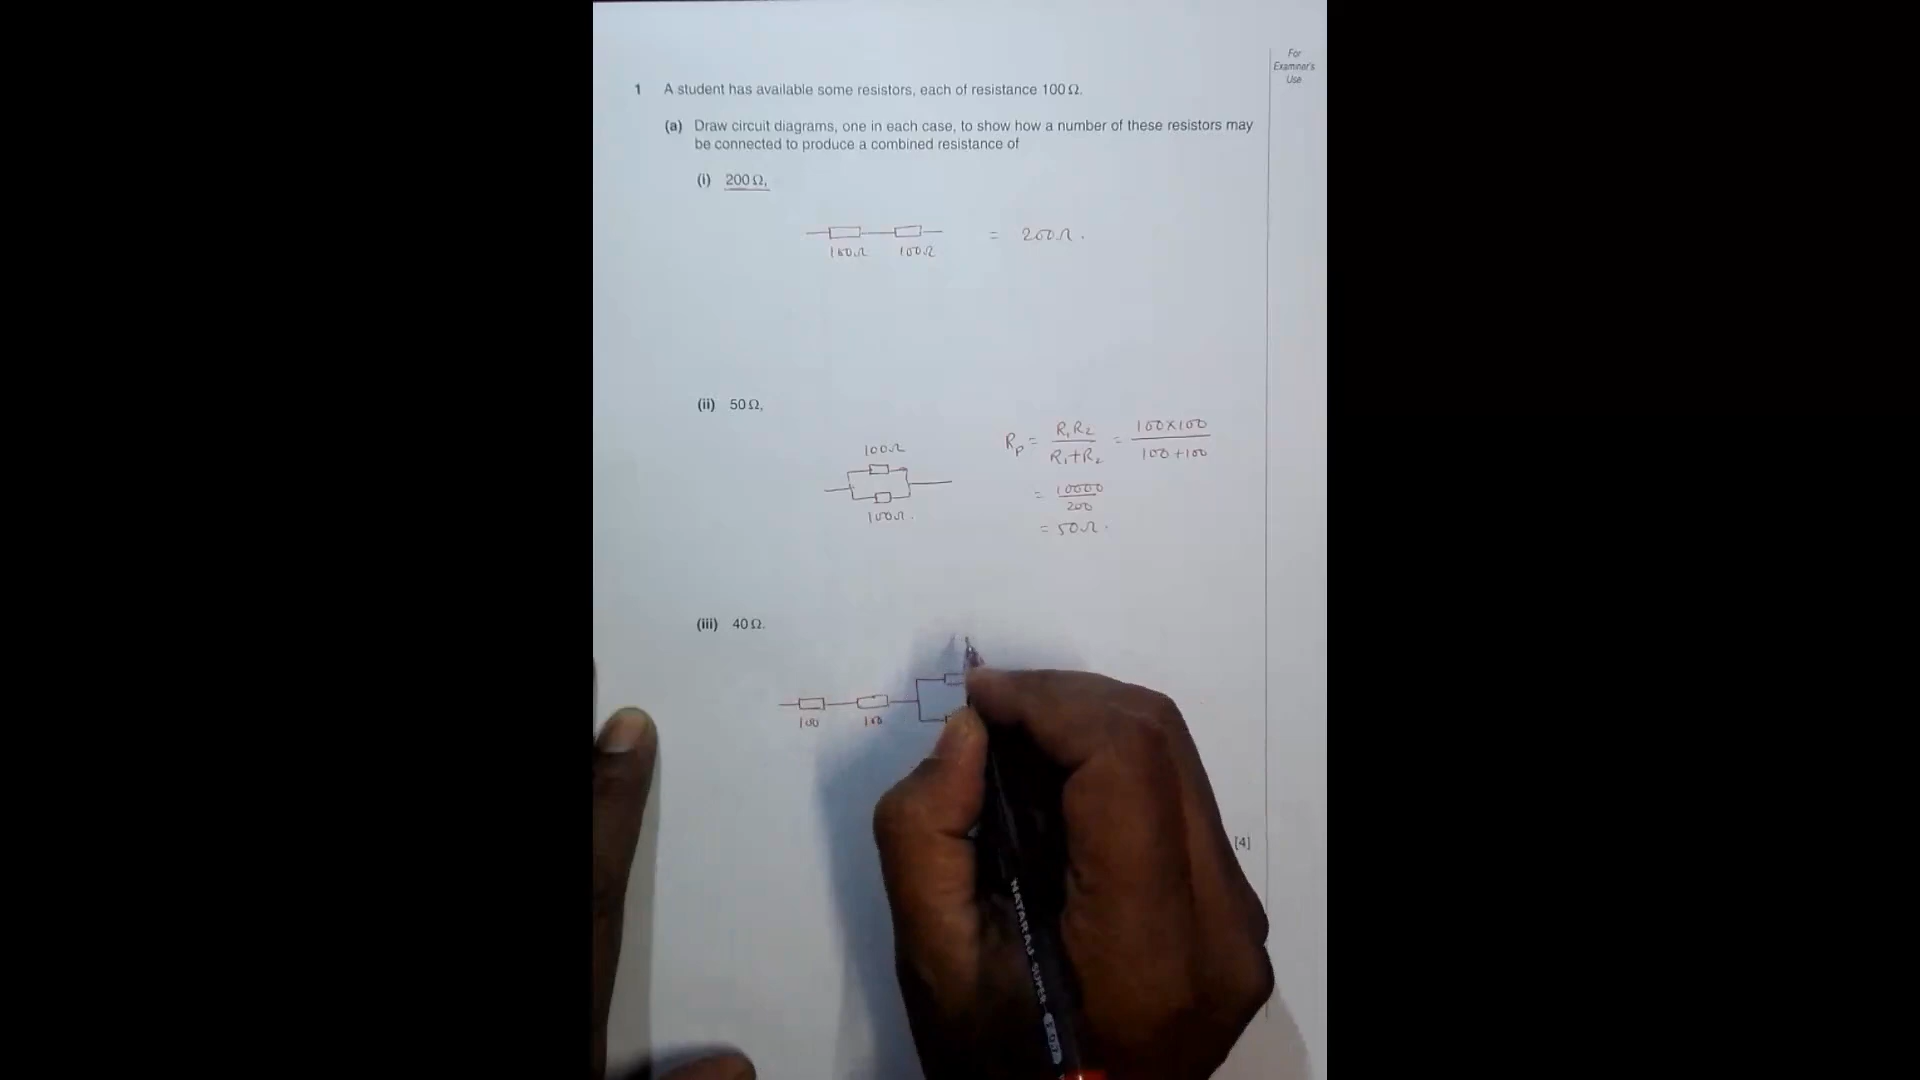 For
Examiner's
Use
1 A student has available some resistors, each of resistance 100 Ω.
(a) Draw circuit diagrams, one in each case, to show how a number of these resistors may
be connected to produce a combined resistance of
(i) 200 Ω,
= 200Ω.
100Ω 100Ω
(ii) 50 Ω,
100Ω
100Ω.
Rp = R1R2 / R1+R2 = 100×100 / 100+100
= 10000 / 200
= 50Ω.
(iii) 40 Ω.
100 100
[4]
NATARAJ-SUPER